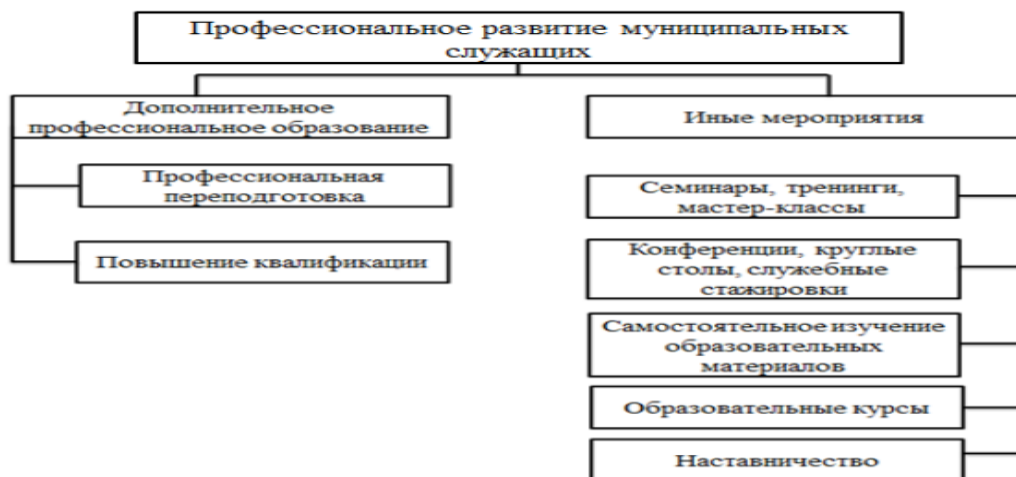 Профессиональное развитие муниципальных
служащих
Дополнительное
профессиональное образование
Профессиональная
переподготовка
Повышение квалификации
Иные мероприятия
Семинары, тренинги,
мастер-классы
Конференции, круглые
столы, служебные
стажировки
Самостоятельное изучение
образовательных
материалов
Образовательные курсы
Наставничество